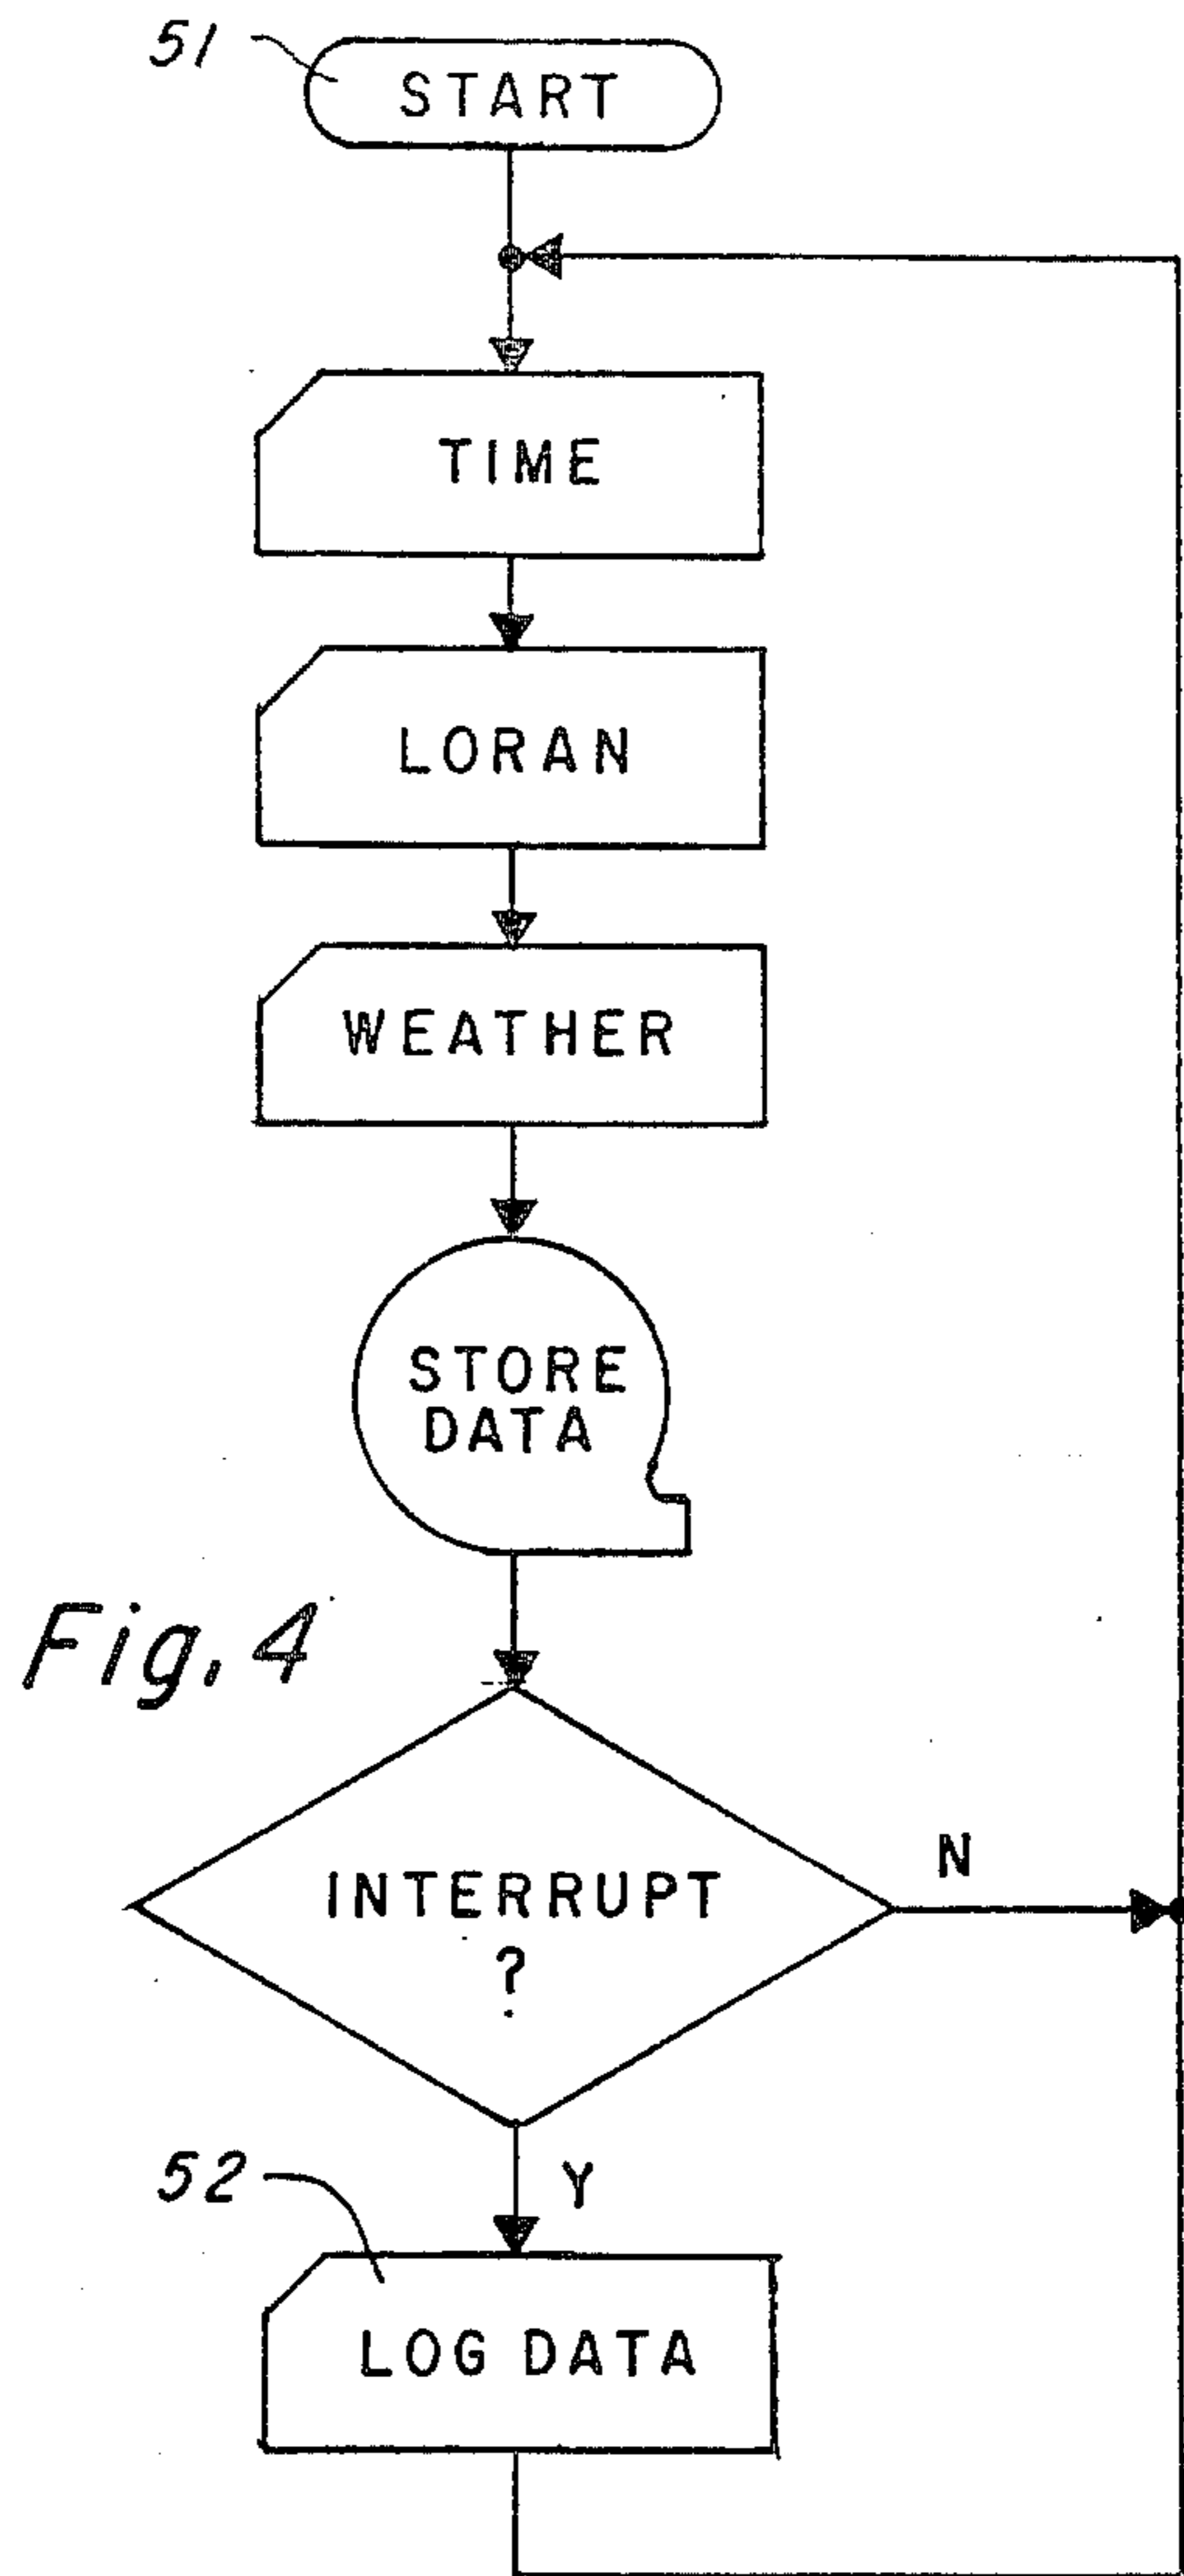 51
START
TIME
LORAN
WEATHER
STORE
DATA
Fig. 4
INTERRUPT
?
N
Y
52
LOG DATA